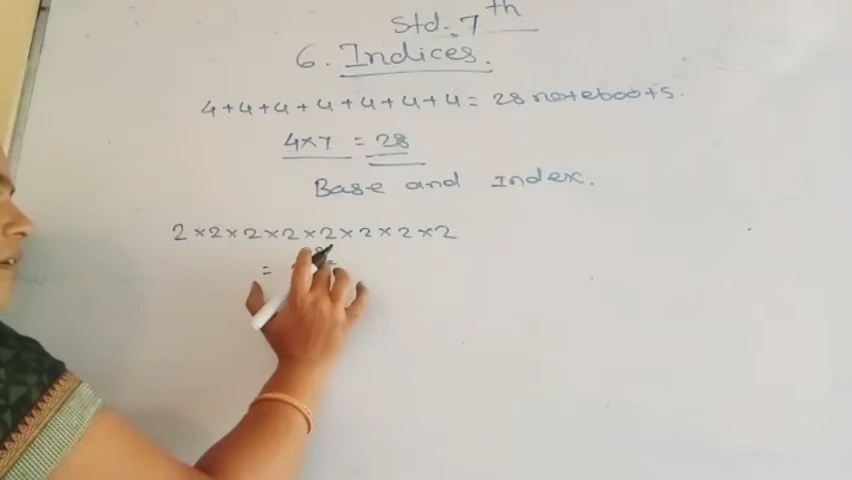 Std. 7th
6. Indices.
4+4+4+4+4+4+4= 28 notebooks.
4×7 = 28
Base and Index.
2×2×2×2×2×2×2×2
=